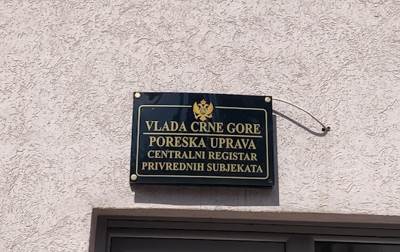 VLADA CRNE GORE
PORESKA UPRAVA
CENTRALNI REGISTAR
PRIVREDNIH SUBJEKATA